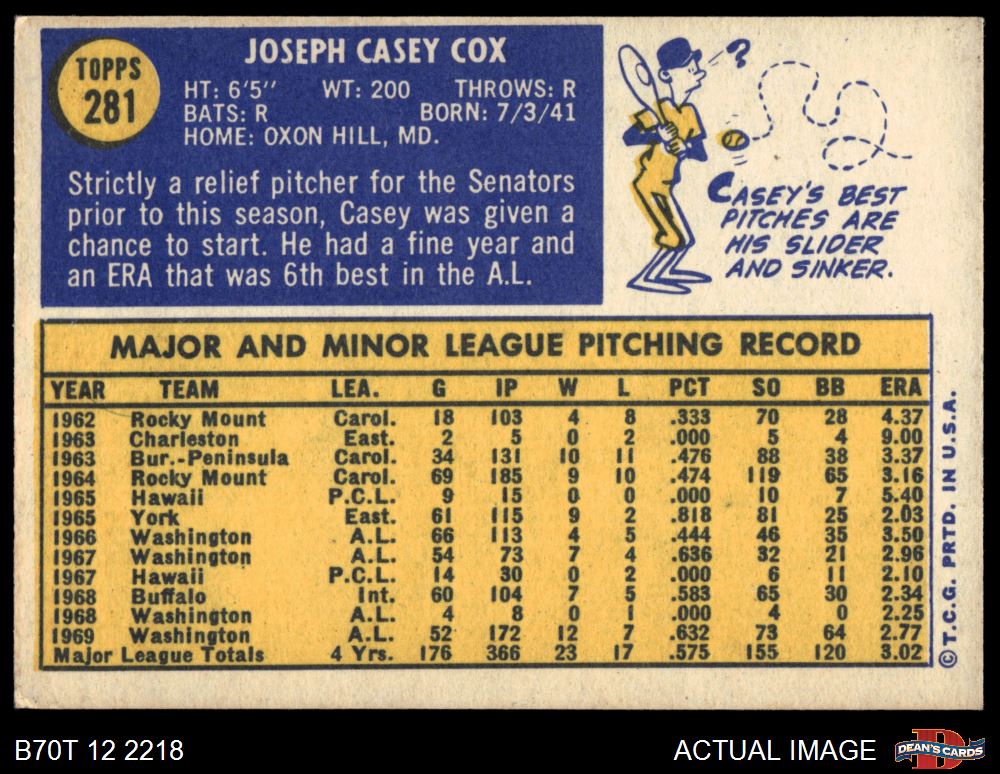 TOPPS
281
JOSEPH CASEY COX
HT: 6'5" WT: 200 THROWS: R
BATS: R BORN: 7/3/41
HOME: OXON HILL, MD.
Strictly a relief pitcher for the Senators
prior to this season, Casey was given a
chance to start. He had a fine year and
an ERA that was 6th best in the A.L.
?
CASEY'S BEST
PITCHES ARE
HIS SLIDER
AND SINKER.
MAJOR AND MINOR LEAGUE PITCHING RECORD
YEAR TEAM LEA. G IP W L PCT SO BB ERA
1962 Rocky Mount Carol. 18 103 4 8 .333 70 28 4.37
1963 Charleston East. 2 5 0 2 .000 5 4 9.00
1963 Bur.-Peninsula Carol. 34 131 10 11 .476 88 38 3.37
1964 Rocky Mount Carol. 69 185 9 10 .474 119 65 3.16
1965 Hawaii P.C.L. 9 15 0 0 .000 10 7 5.40
1965 York East. 61 115 9 2 .818 81 25 2.03
1966 Washington A.L. 66 113 4 5 .444 46 35 3.50
1967 Washington A.L. 54 73 7 4 .636 32 21 2.96
1967 Hawaii P.C.L. 14 30 0 2 .000 6 11 2.10
1968 Buffalo Int. 60 104 7 5 .583 65 30 2.34
1968 Washington A.L. 4 8 0 1 .000 4 0 2.25
1969 Washington A.L. 52 172 12 7 .632 73 64 2.77
Major League Totals 4 Yrs. 176 366 23 17 .575 155 120 3.02
© T.C.G. PRTD. IN U.S.A.
B70T 12 2218
ACTUAL IMAGE
D
DEAN'S CARDS